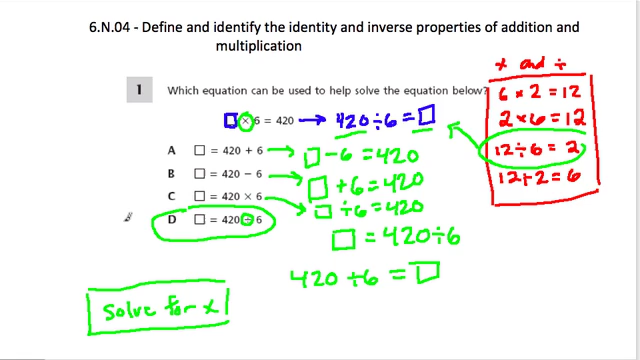 6.N.04 - Define and identify the identity and inverse properties of addition and
multiplication
1 Which equation can be used to help solve the equation below?
□ × 6 = 420 → 420 ÷ 6 = □
A □ = 420 + 6 → □ - 6 = 420
B □ = 420 − 6 → □ + 6 = 420
C □ = 420 × 6 → □ ÷ 6 = 420
D □ = 420 ÷ 6
□ = 420 ÷ 6
420 ÷ 6 = □
Solve for x
x and ÷
6 × 2 = 12
2 × 6 = 12
12 ÷ 6 = 2
12 ÷ 2 = 6